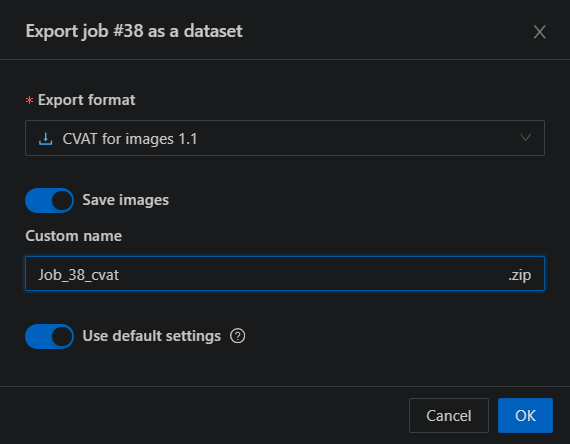 Export job #38 as a dataset
* Export format
CVAT for images 1.1
Save images
Custom name
Job_38_cvat .zip
Use default settings ?
Cancel OK